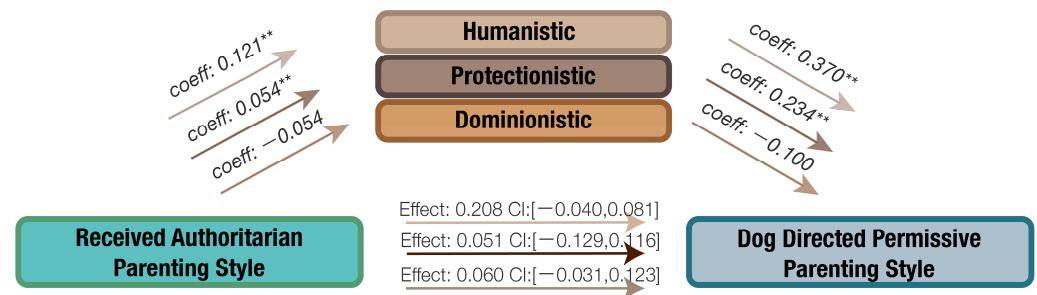 Humanistic
Protectionistic
Dominionistic
coeff: 0.121**
coeff: 0.054**
coeff: −0.054
coeff: 0.370**
coeff: 0.234**
coeff: −0.100
Effect: 0.208 CI:[−0.040,0.081]
Effect: 0.051 CI:[−0.129,0.116]
Effect: 0.060 CI:[−0.031,0.123]
Received Authoritarian
Parenting Style
Dog Directed Permissive
Parenting Style